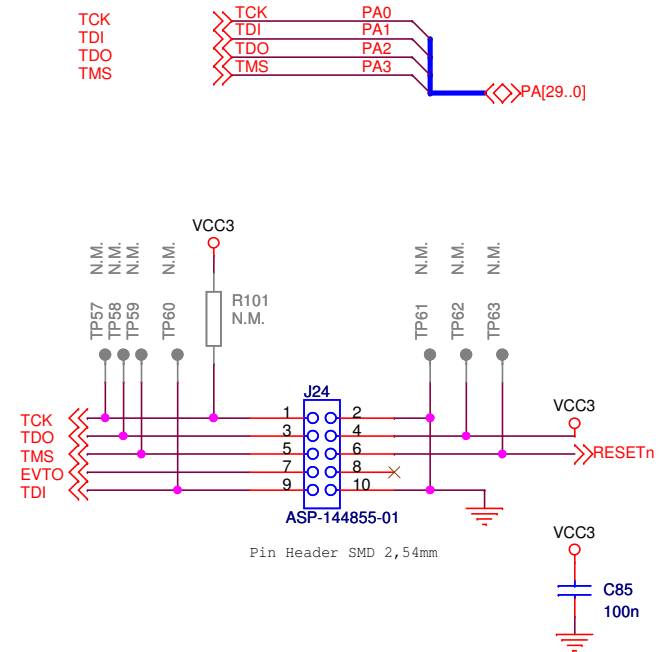 TCK TCK PA0
TDI TDI PA1
TDO TDO PA2
TMS TMS PA3
PA[29..0]
VCC3
N.M. N.M. N.M. N.M. N.M. N.M. N.M.
TP57 TP58 TP59 TP60 TP61 TP62 TP63
R101
N.M.
J24
VCC3
TCK 1 2
TDO 3 4
TMS 5 6 RESETn
EVTO 7 8
TDI 9 10
ASP-144855-01
Pin Header SMD 2,54mm
VCC3
C85
100n